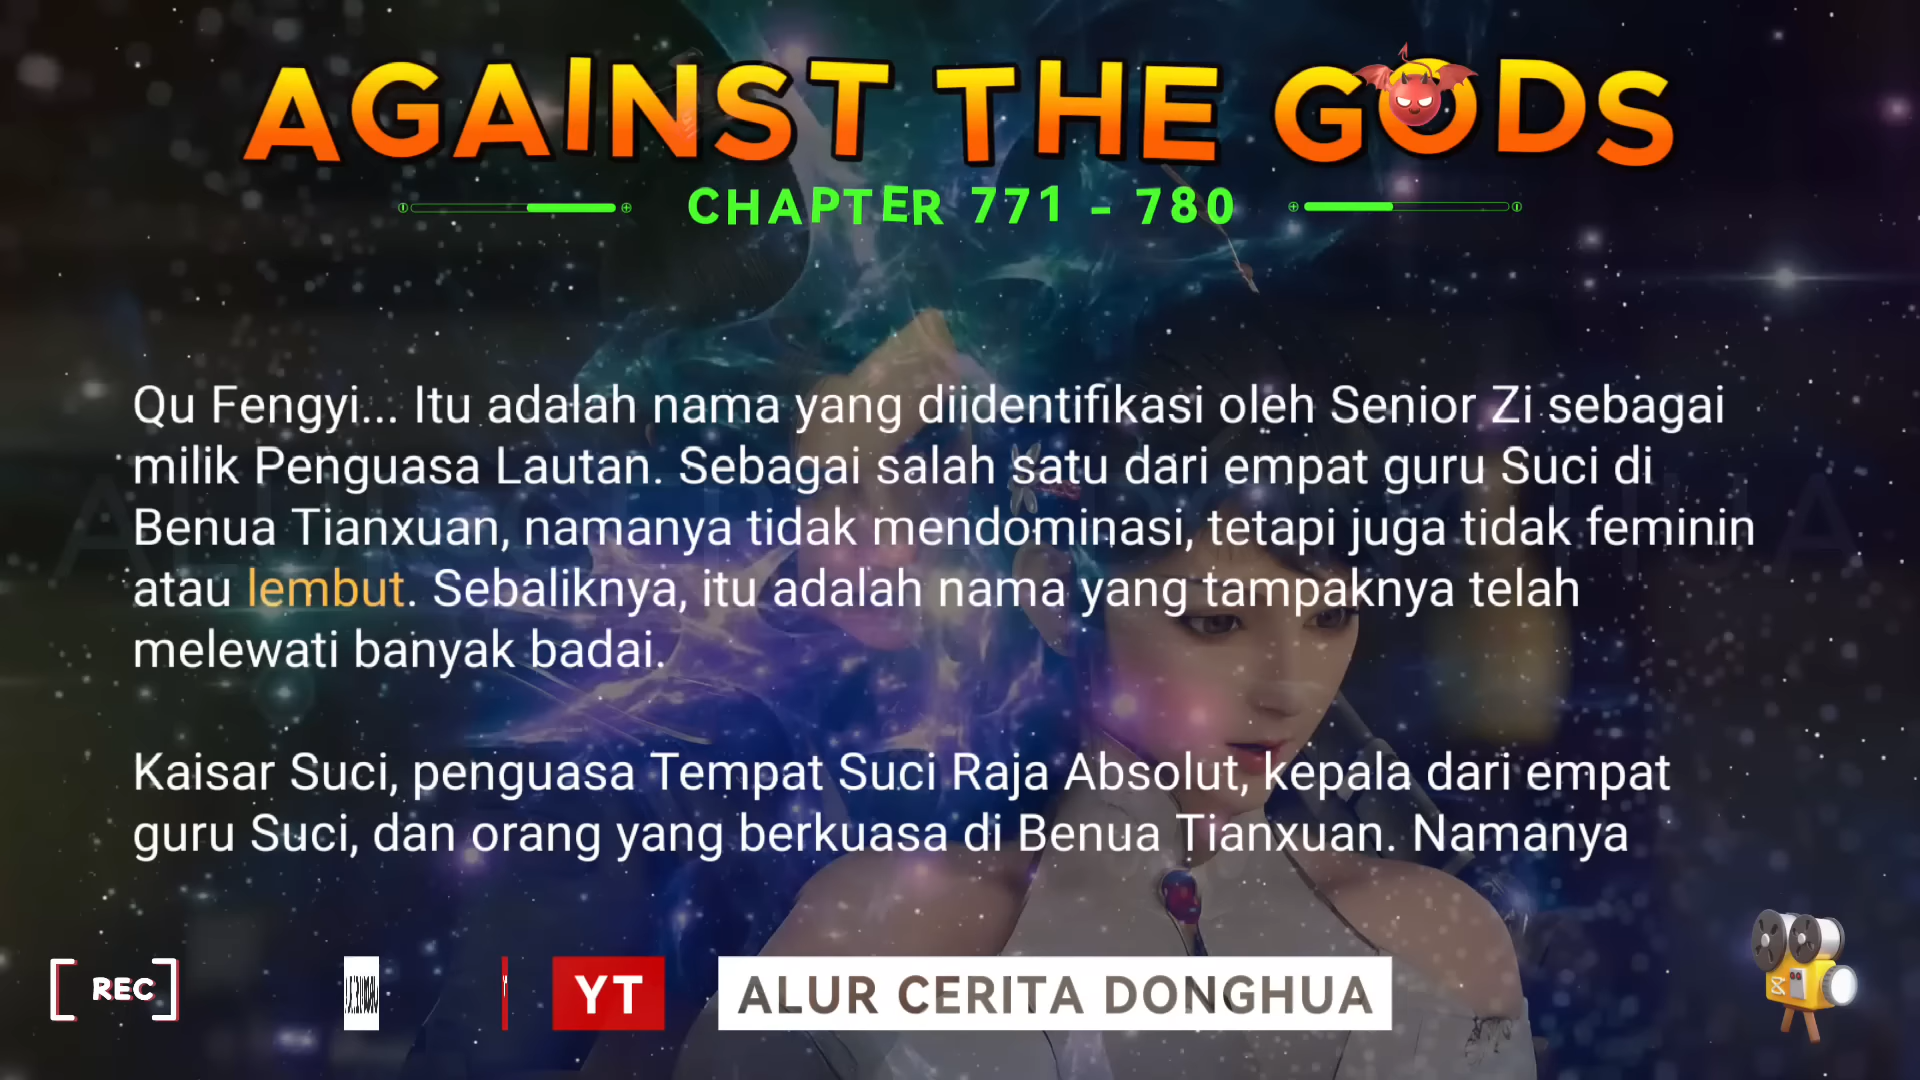 AGAINST THE GODS
CHAPTER 771 - 780
Qu Fengyi... Itu adalah nama yang diidentifikasi oleh Senior Zi sebagai
milik Penguasa Lautan. Sebagai salah satu dari empat guru Suci di
Benua Tianxuan, namanya tidak mendominasi, tetapi juga tidak feminin
atau lembut. Sebaliknya, itu adalah nama yang tampaknya telah
melewati banyak badai.
Kaisar Suci, penguasa Tempat Suci Raja Absolut, kepala dari empat
guru Suci, dan orang yang berkuasa di Benua Tianxuan. Namanya
REC
YT
ALUR CERITA DONGHUA